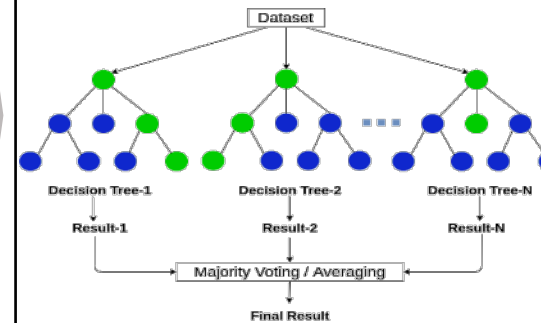 Dataset
Decision Tree-1 Decision Tree-2 Decision Tree-N
Result-1 Result-2 Result-N
Majority Voting / Averaging
Final Result